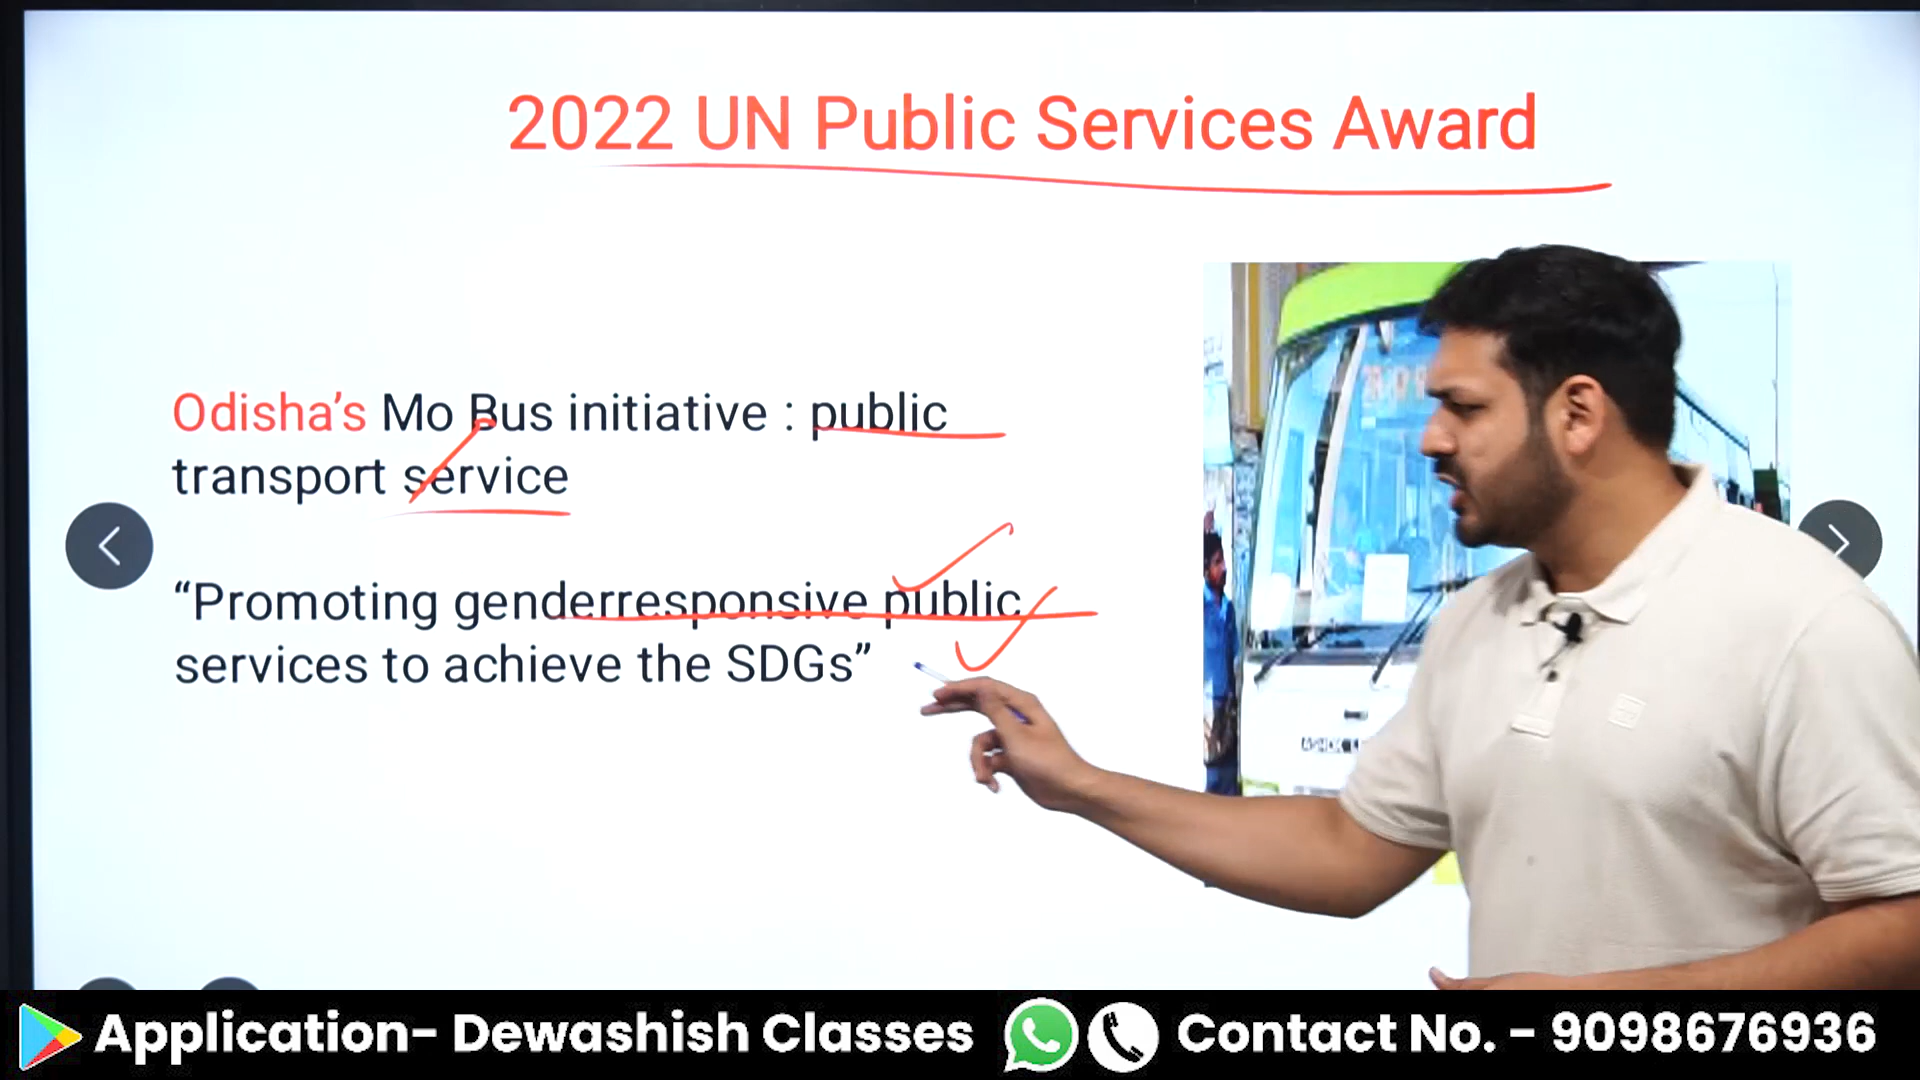 2022 UN Public Services Award
Odisha’s Mo Bus initiative : public
transport service
“Promoting genderresponsive public
services to achieve the SDGs”
Application- Dewashish Classes
Contact No. - 9098676936